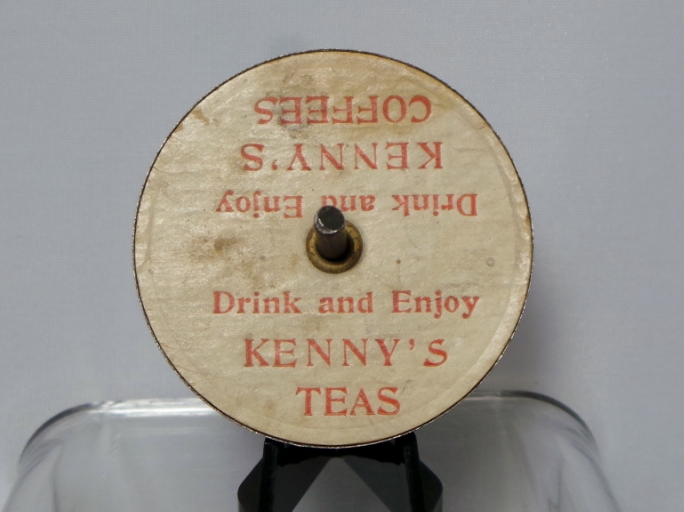 Drink and Enjoy
KENNY'S
COFFEES
Drink and Enjoy
KENNY'S
TEAS